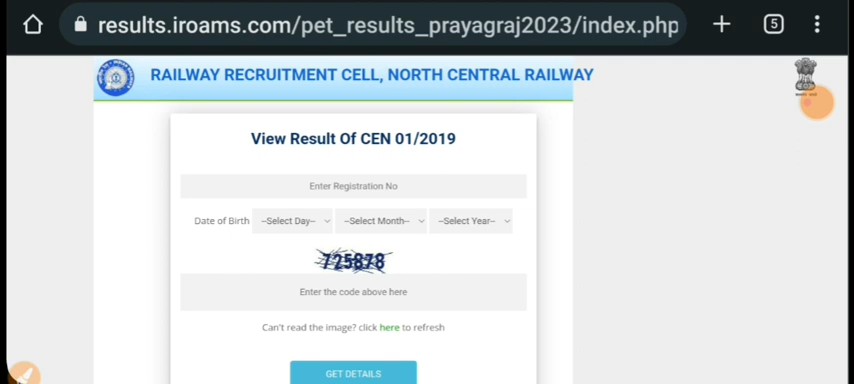 results.iroams.com/pet_results_prayagraj2023/index.php
5
RAILWAY RECRUITMENT CELL, NORTH CENTRAL RAILWAY
View Result Of CEN 01/2019
Enter Registration No
Date of Birth --Select Day-- --Select Month-- --Select Year--
725878
Enter the code above here
Can't read the image? click here to refresh
GET DETAILS